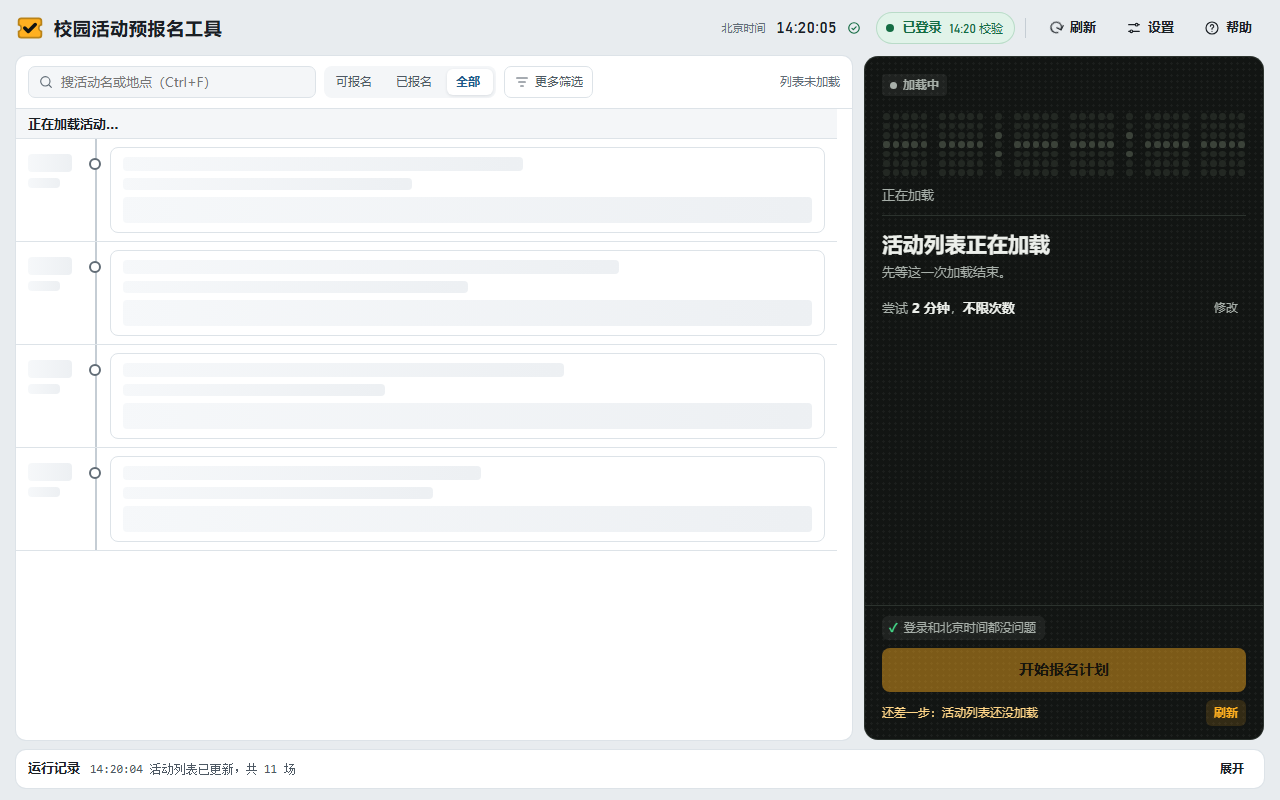 校园活动预报名工具
北京时间 14:20:05
已登录 14:20 校验
刷新
设置
帮助
搜活动名或地点（Ctrl+F）
可报名
已报名
全部
更多筛选
列表未加载
正在加载活动...
加载中
正在加载
活动列表正在加载
先等这一次加载结束。
尝试 2 分钟，不限次数
修改
登录和北京时间都没问题
开始报名计划
还差一步：活动列表还没加载
刷新
运行记录 14:20:04 活动列表已更新，共 11 场
展开